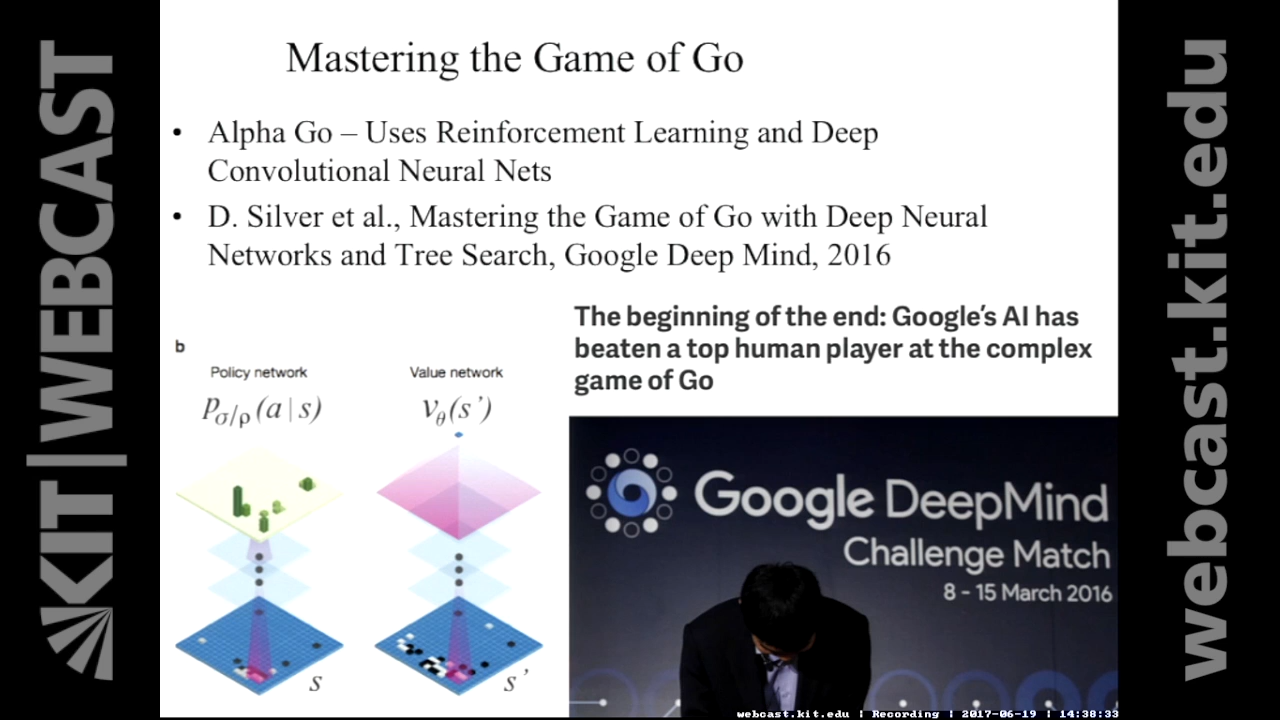 Mastering the Game of Go
• Alpha Go – Uses Reinforcement Learning and Deep
Convolutional Neural Nets
• D. Silver et al., Mastering the Game of Go with Deep Neural
Networks and Tree Search, Google Deep Mind, 2016
The beginning of the end: Google's AI has
beaten a top human player at the complex
game of Go
b
Policy network
Value network
pσ/ρ(a|s)
vθ(s’)
s
s’
Google DeepMind
Challenge Match
8 - 15 March 2016
KIT | WEBCAST
webcast.kit.edu
webcast.kit.edu | Recording | 2017-06-19 | 14:38:33